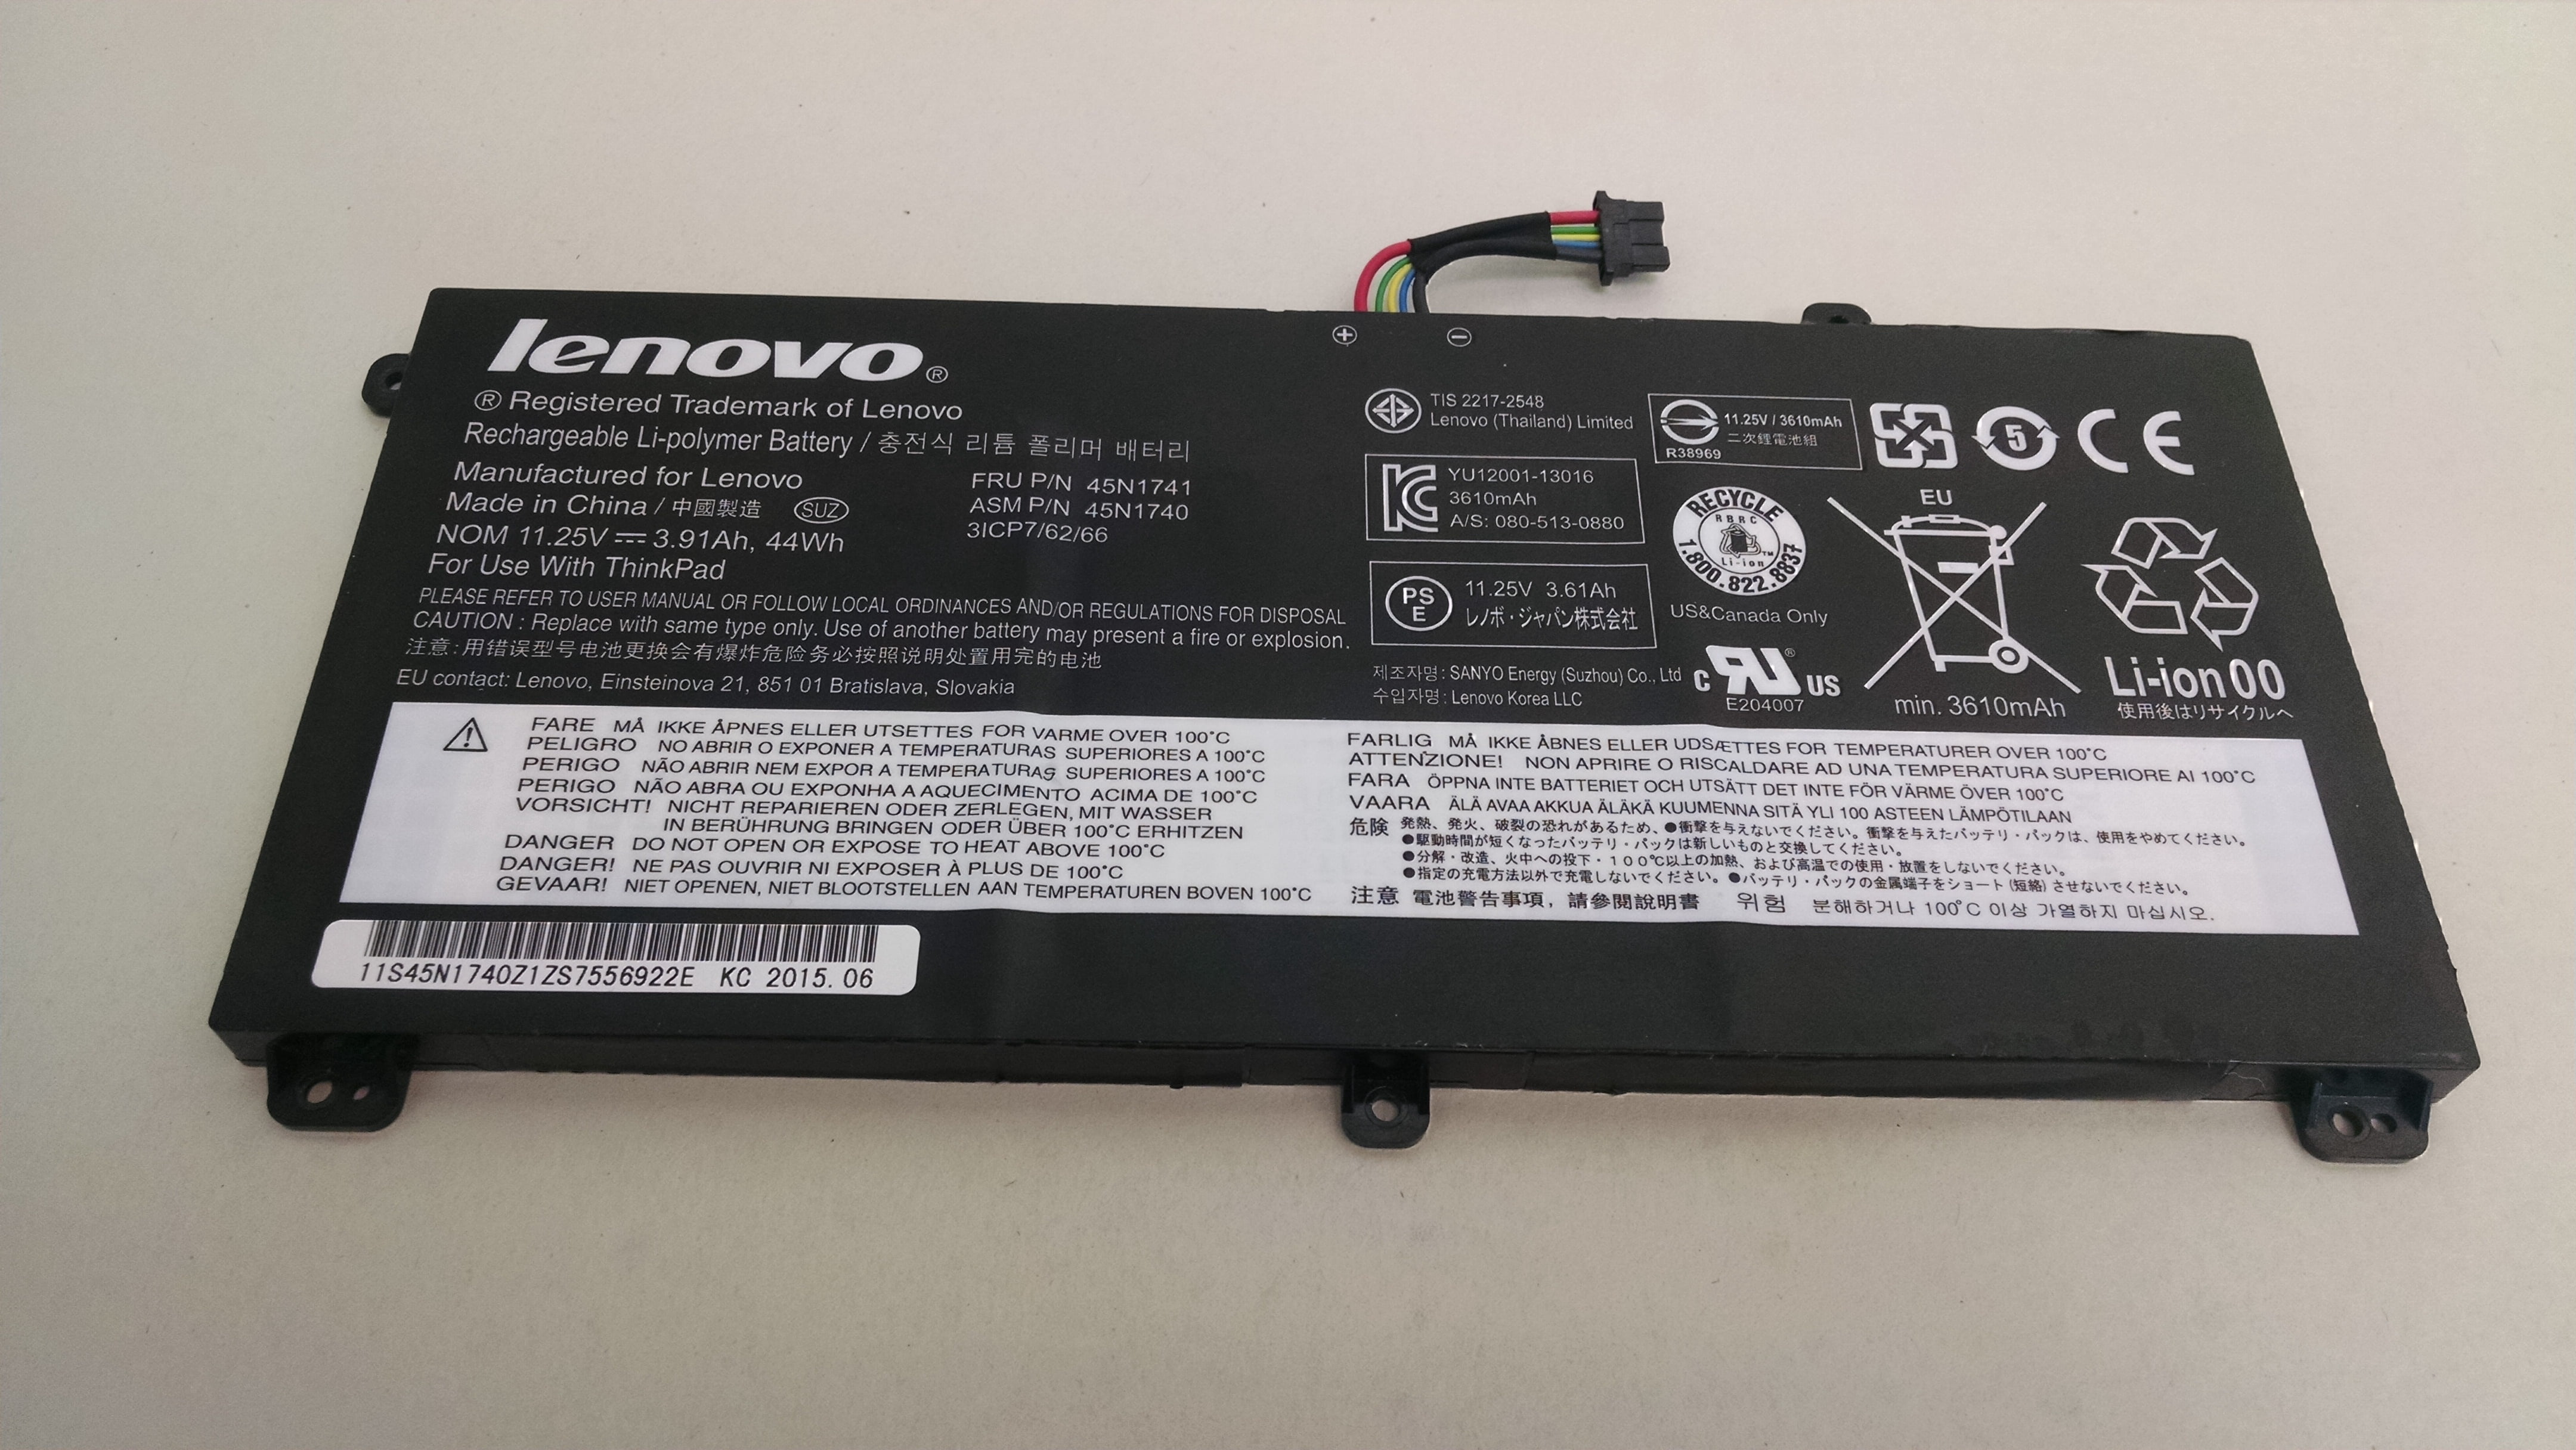 lenovo®
® Registered Trademark of Lenovo
Rechargeable Li-polymer Battery / 충전식 리튬 폴리머 배터리
Manufactured for Lenovo
Made in China / 中國製造 SUZ
NOM 11.25V 3.91Ah, 44Wh
For Use With ThinkPad
FRU P/N 45N1741
ASM P/N 45N1740
3ICP7/62/66
PLEASE REFER TO USER MANUAL OR FOLLOW LOCAL ORDINANCES AND/OR REGULATIONS FOR DISPOSAL
CAUTION : Replace with same type only. Use of another battery may present a fire or explosion.
注意:用错误型号电池更换会有爆炸危险务必按照说明处置用完的电池
EU contact: Lenovo, Einsteinova 21, 851 01 Bratislava, Slovakia
+ −
TIS 2217-2548
Lenovo (Thailand) Limited
11.25V / 3610mAh
二次鋰電池組
R38969
5
CE
KC
YU12001-13016
3610mAh
A/S: 080-513-0880
RECYCLE
RBRC
Li-ion
TM
1.800.822.8837
US&Canada Only
EU
min. 3610mAh
PS
E
11.25V 3.61Ah
レノボ・ジャパン株式会社
제조자명: SANYO Energy (Suzhou) Co., Ltd
수입자명: Lenovo Korea LLC
c RU® US
E204007
Li-ion 00
使用後はリサイクルへ
FARE MÅ IKKE ÅPNES ELLER UTSETTES FOR VARME OVER 100°C
PELIGRO NO ABRIR O EXPONER A TEMPERATURAS SUPERIORES A 100°C
PERIGO NÃO ABRIR NEM EXPOR A TEMPERATURAS SUPERIORES A 100°C
PERIGO NÃO ABRA OU EXPONHA A AQUECIMENTO ACIMA DE 100°C
VORSICHT! NICHT REPARIEREN ODER ZERLEGEN, MIT WASSER
IN BERÜHRUNG BRINGEN ODER ÜBER 100°C ERHITZEN
DANGER DO NOT OPEN OR EXPOSE TO HEAT ABOVE 100°C
DANGER! NE PAS OUVRIR NI EXPOSER À PLUS DE 100°C
GEVAAR! NIET OPENEN, NIET BLOOTSTELLEN AAN TEMPERATUREN BOVEN 100°C
FARLIG MÅ IKKE ÅBNES ELLER UDSÆTTES FOR TEMPERATURER OVER 100°C
ATTENZIONE! NON APRIRE O RISCALDARE AD UNA TEMPERATURA SUPERIORE AI 100°C
FARA ÖPPNA INTE BATTERIET OCH UTSÄTT DET INTE FÖR VÄRME ÖVER 100°C
VAARA ÄLÄ AVAA AKKUA ÄLÄKÄ KUUMENNA SITÄ YLI 100 ASTEEN LÄMPÖTILAAN
危険 発熱、発火、破裂の恐れがあるため、●衝撃を与えないでください。衝撃を与えたバッテリ・パックは、使用をやめてください。
●駆動時間が短くなったバッテリ・パックは新しいものと交換してください。
●分解・改造、火中への投下・100℃以上の加熱、および高温での使用・放置をしないでください。
●指定の充電方法以外で充電しないでください。●バッテリ・パックの金属端子をショート(短絡)させないでください。
注意 電池警告事項，請參閱說明書 위험 분해하거나 100°C 이상 가열하지 마십시오.
11S45N1740Z1ZS7556922E KC 2015.06